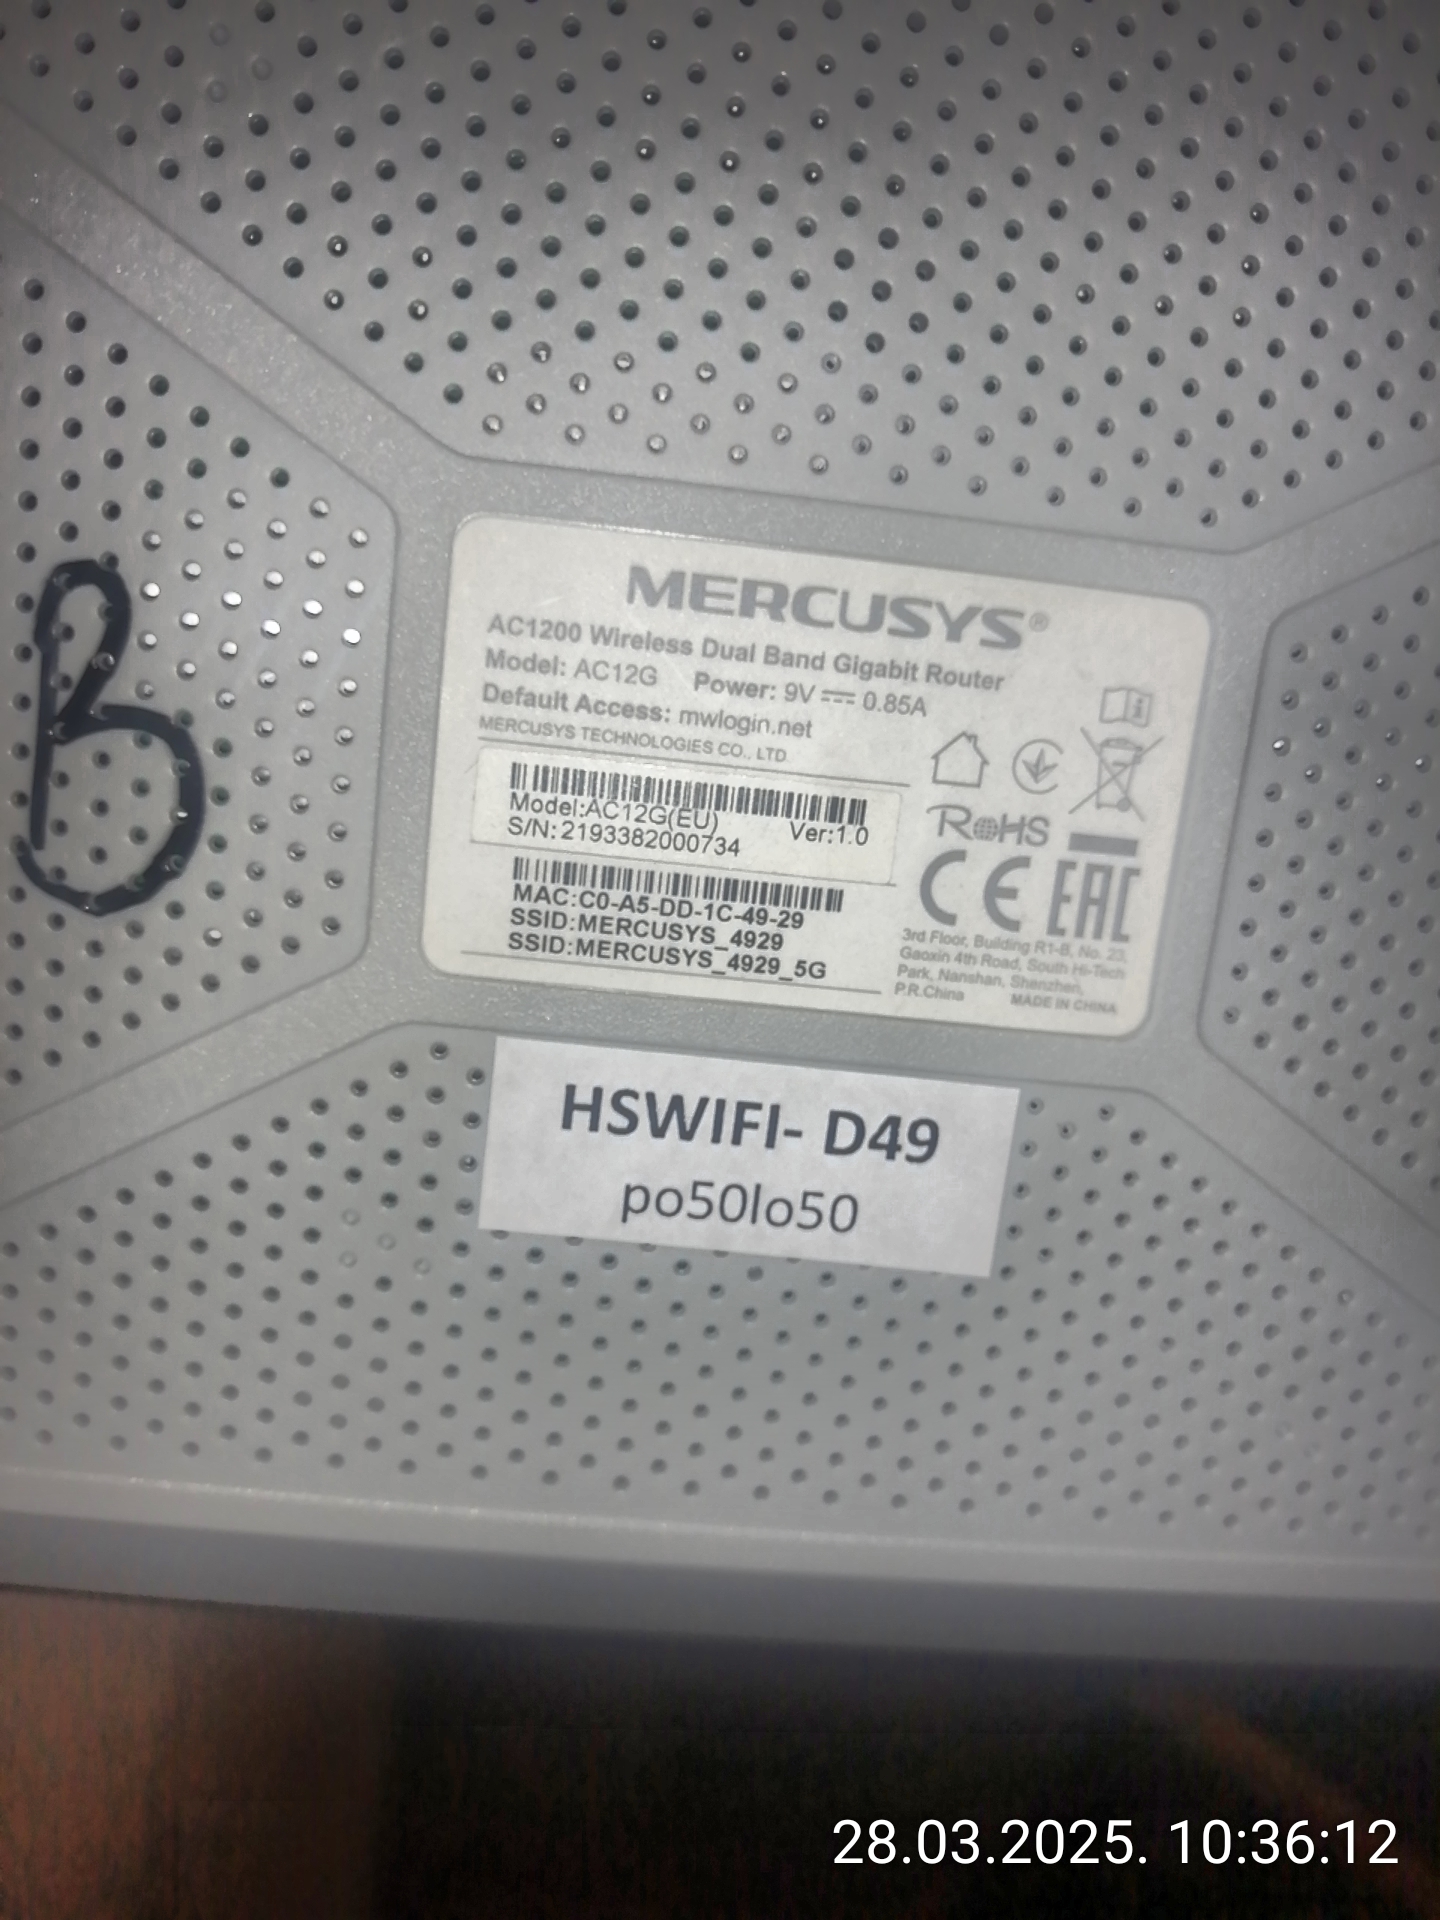 MERCUSYS®
AC1200 Wireless Dual Band Gigabit Router
Model: AC12G Power: 9V 0.85A
Default Access: mwlogin.net
MERCUSYS TECHNOLOGIES CO., LTD
Model:AC12G(EU) Ver:1.0
S/N: 2193382000734
MAC:C0-A5-DD-1C-49-29
SSID:MERCUSYS_4929
SSID:MERCUSYS_4929_5G
RoHS
CE EAC
3rd Floor, Building R1-B, No. 23,
Gaoxin 4th Road, South Hi-Tech
Park, Nanshan, Shenzhen,
P.R.China MADE IN CHINA
B
HSWIFI- D49
po50lo50
28.03.2025. 10:36:12